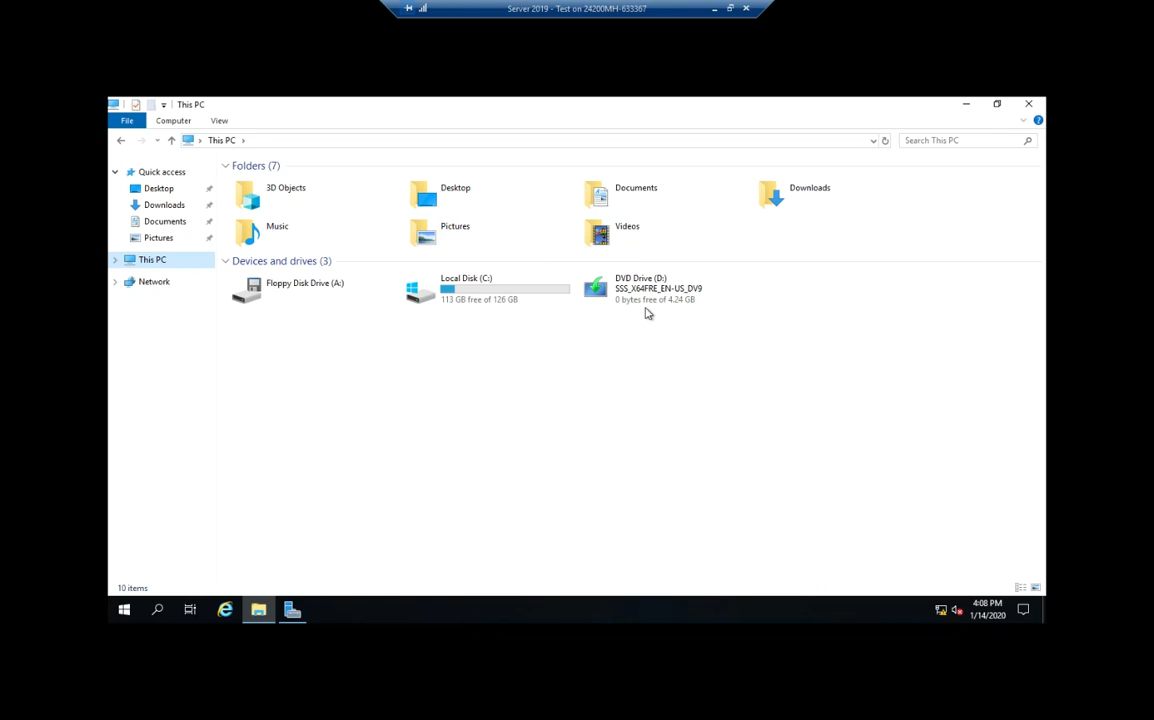 Server 2019 - Test on 24200MH-633367
This PC
File Computer View
This PC
Search This PC
Quick access
Desktop
Downloads
Documents
Pictures
This PC
Network
Folders (7)
3D Objects
Desktop
Documents
Downloads
Music
Pictures
Videos
Devices and drives (3)
Floppy Disk Drive (A:)
Local Disk (C:)
113 GB free of 126 GB
DVD Drive (D:)
SSS_X64FRE_EN-US_DV9
0 bytes free of 4.24 GB
10 items
4:08 PM
1/14/2020